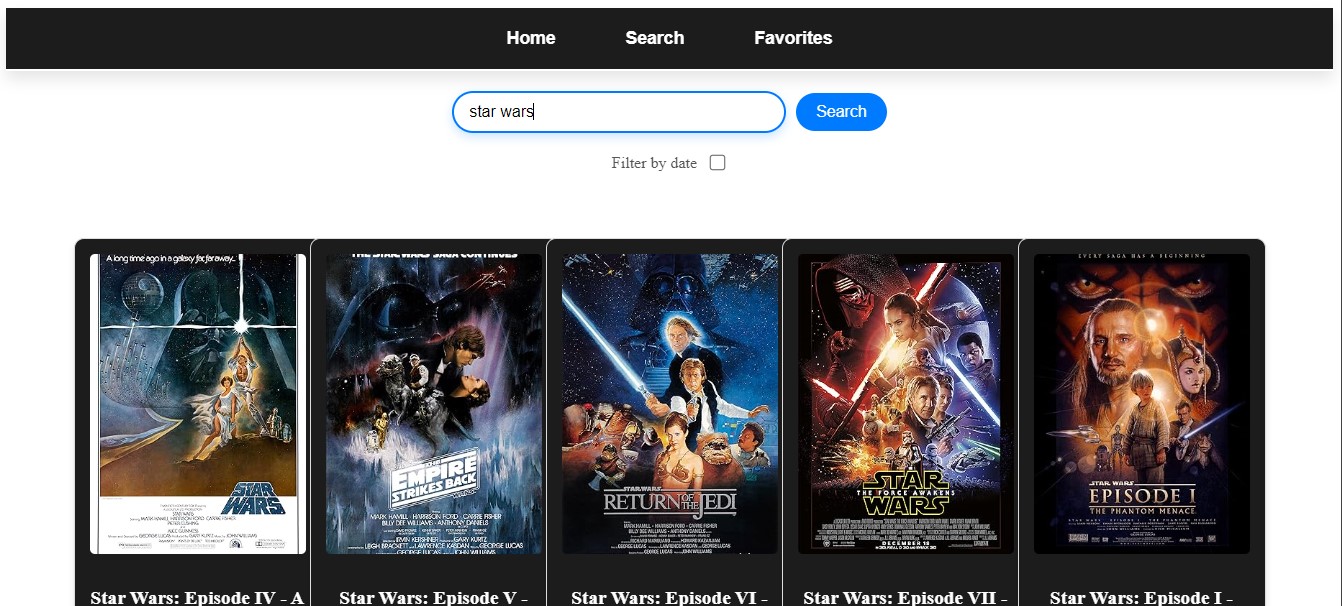 Home Search Favorites
star wars Search
Filter by date
A long time ago in a galaxy far, far away...
STAR WARS
THE STAR WARS SAGA CONTINUES
THE EMPIRE STRIKES BACK
MARK HAMILL · HARRISON FORD · CARRIE FISHER
BILLY DEE WILLIAMS · ANTHONY DANIELS
STAR WARS
RETURN OF THE JEDI
STAR WARS
THE FORCE AWAKENS
DECEMBER 18
EVERY SAGA HAS A BEGINNING
STAR WARS
EPISODE I
THE PHANTOM MENACE
Star Wars: Episode IV - A
Star Wars: Episode V -
Star Wars: Episode VI -
Star Wars: Episode VII -
Star Wars: Episode I -